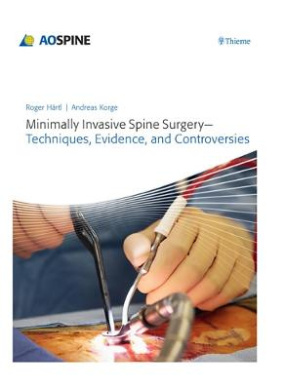 AOSPINE
Thieme
Roger Härtl | Andreas Korge
Minimally Invasive Spine Surgery—
Techniques, Evidence, and Controversies